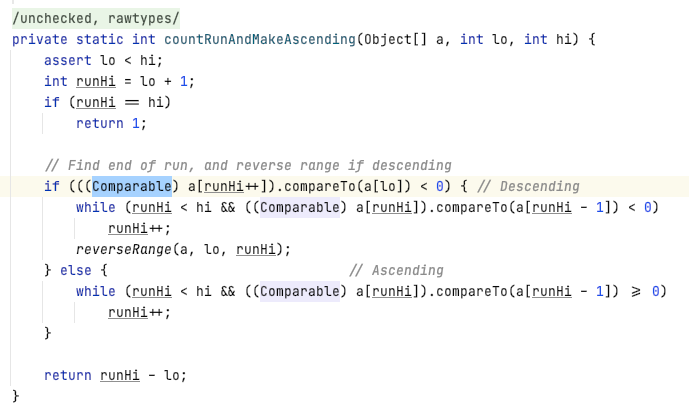 /unchecked, rawtypes/
private static int countRunAndMakeAscending(Object[] a, int lo, int hi) {
    assert lo < hi;
    int runHi = lo + 1;
    if (runHi == hi)
        return 1;

    // Find end of run, and reverse range if descending
    if (((Comparable) a[runHi++]).compareTo(a[lo]) < 0) { // Descending
        while (runHi < hi && ((Comparable) a[runHi]).compareTo(a[runHi - 1]) < 0)
            runHi++;
        reverseRange(a, lo, runHi);
    } else {                              // Ascending
        while (runHi < hi && ((Comparable) a[runHi]).compareTo(a[runHi - 1]) >= 0)
            runHi++;
    }

    return runHi - lo;
}